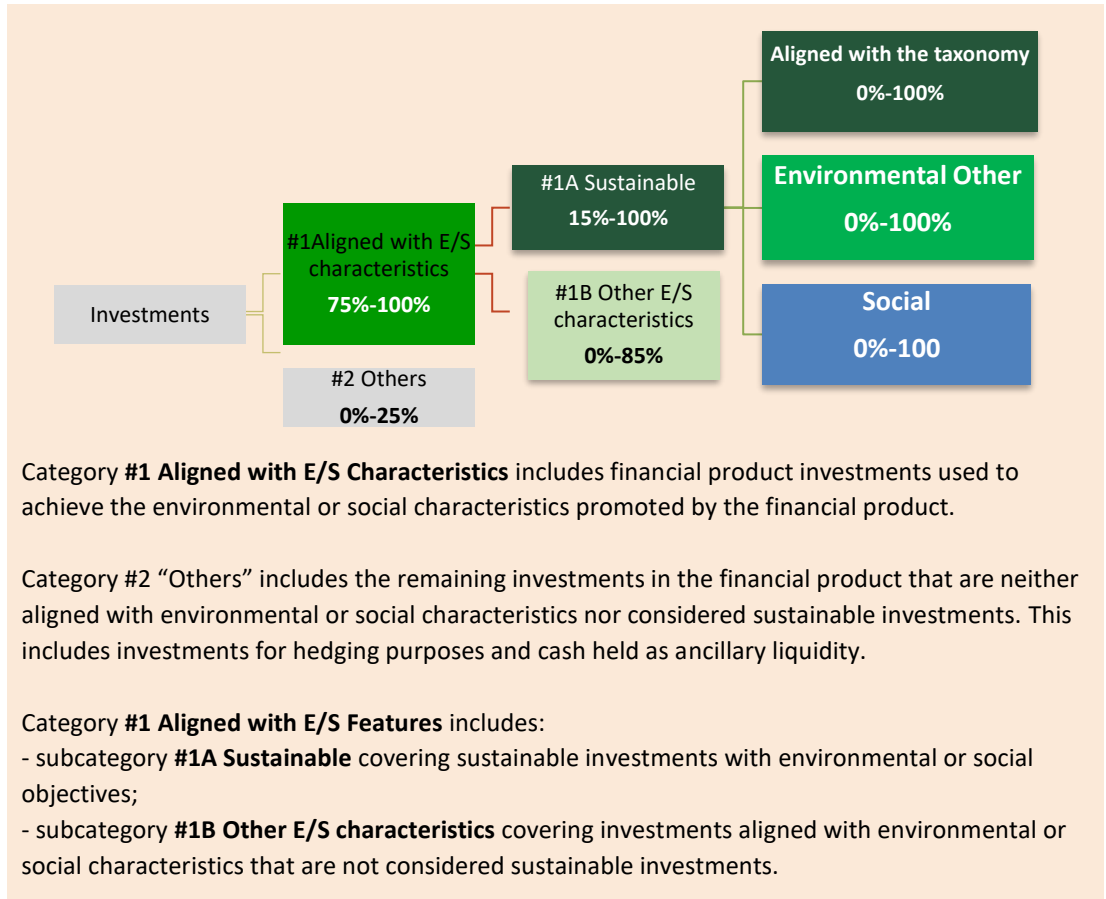 Aligned with the taxonomy
0%-100%
Environmental Other
0%-100%
Social
0%-100
#1A Sustainable
15%-100%
#1B Other E/S
characteristics
0%-85%
#1Aligned with E/S
characteristics
75%-100%
Investments
#2 Others
0%-25%
Category #1 Aligned with E/S Characteristics includes financial product investments used to
achieve the environmental or social characteristics promoted by the financial product.
Category #2 “Others” includes the remaining investments in the financial product that are neither
aligned with environmental or social characteristics nor considered sustainable investments. This
includes investments for hedging purposes and cash held as ancillary liquidity.
Category #1 Aligned with E/S Features includes:
- subcategory #1A Sustainable covering sustainable investments with environmental or social
objectives;
- subcategory #1B Other E/S characteristics covering investments aligned with environmental or
social characteristics that are not considered sustainable investments.